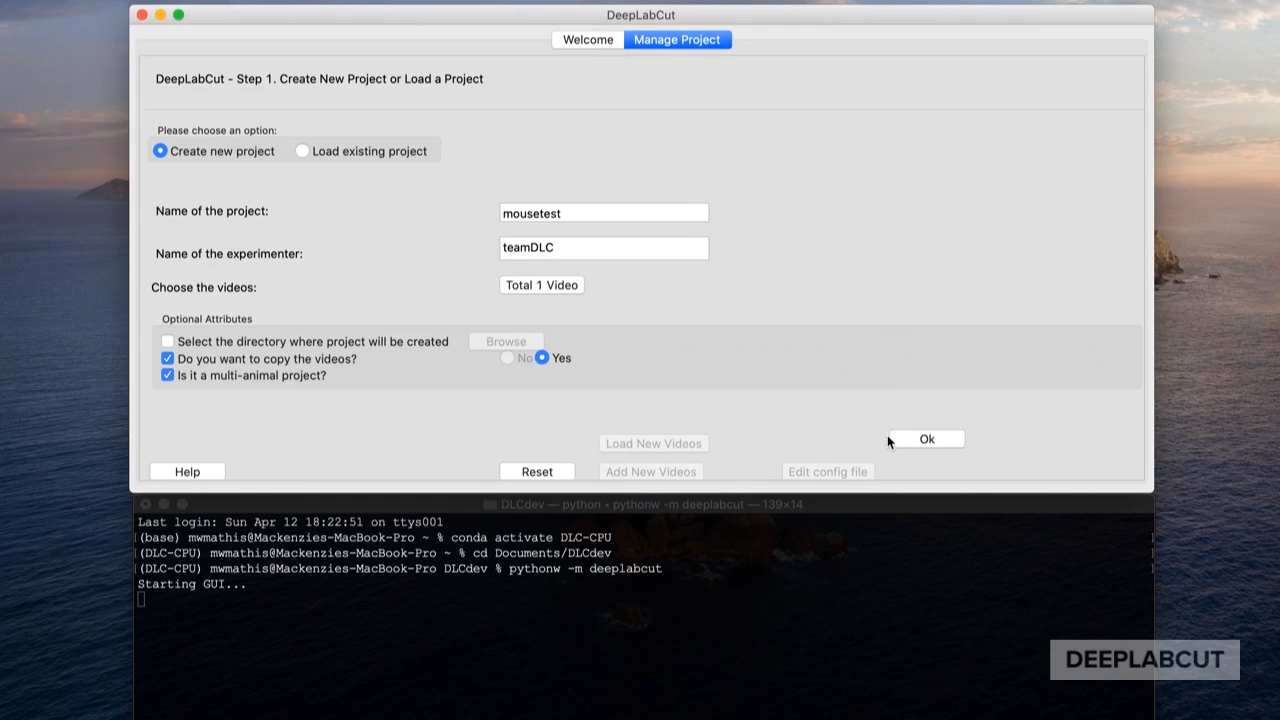 DeepLabCut
Welcome
Manage Project
DeepLabCut - Step 1. Create New Project or Load a Project
Please choose an option:
Create new project
Load existing project
Name of the project:
mousetest
Name of the experimenter:
teamDLC
Choose the videos:
Total 1 Video
Optional Attributes
Select the directory where project will be created
Browse
Do you want to copy the videos?
No
Yes
Is it a multi-animal project?
Load New Videos
Ok
Help
Reset
Add New Videos
Edit config file
DLCdev — python • pythonw -m deeplabcut — 139×14
Last login: Sun Apr 12 18:22:51 on ttys001
(base) mwmathis@Mackenzies-MacBook-Pro ~ % conda activate DLC-CPU
(DLC-CPU) mwmathis@Mackenzies-MacBook-Pro ~ % cd Documents/DLCdev
(DLC-CPU) mwmathis@Mackenzies-MacBook-Pro DLCdev % pythonw -m deeplabcut
Starting GUI...
DEEPLABCUT